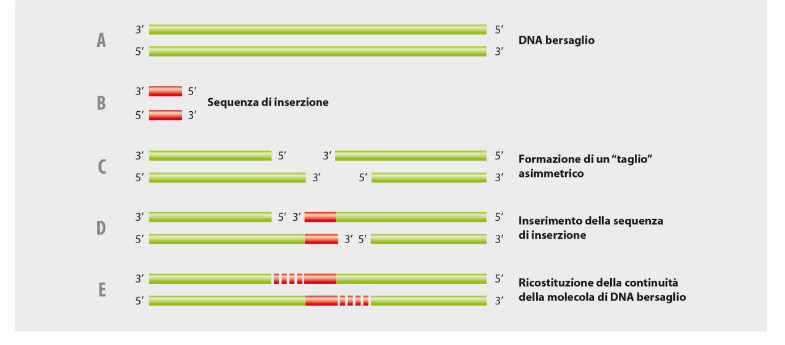 A 3’ 5’ DNA bersaglio
5’ 3’
B 3’ 5’ Sequenza di inserzione
5’ 3’
C 3’ 5’ 3’ 5’ Formazione di un “taglio”
5’ 3’ 5’ 3’ asimmetrico
D 3’ 5’ 3’ 5’ Inserimento della sequenza
5’ 3’ 5’ 3’ di inserzione
E 3’ 5’ Ricostituzione della continuità
5’ 3’ della molecola di DNA bersaglio